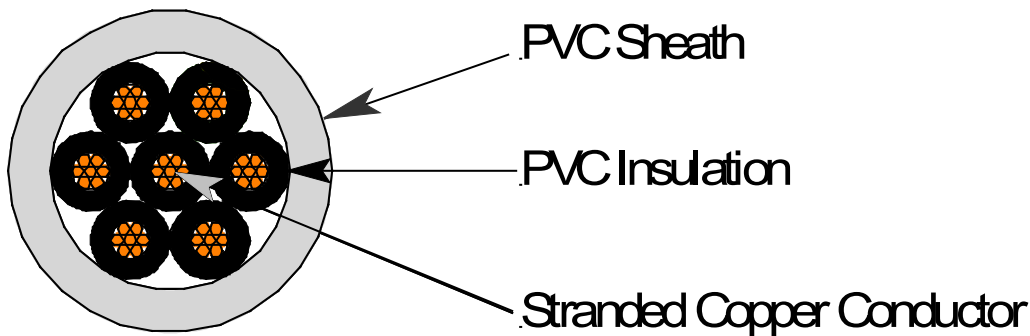 PVC Sheath
PVC Insulation
Stranded Copper Conductor